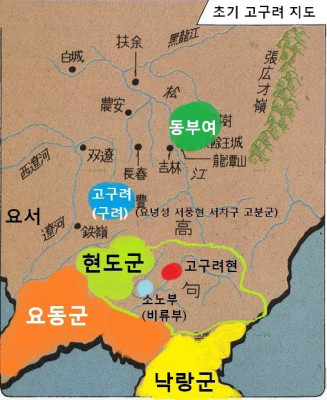 초기 고구려 지도
扶余
黑龍江
白城
張広才嶺
松
農安
동부여
樹
餘王城
龍潭山
双遼
長春
吉林
江
西遼河
고구려
(구려)
豊
(요녕성 서풍현 서차구 고분군)
요서
高
遼河
鉄嶺
현도군
고구려현
句
소노부
(비류부)
요동군
낙랑군